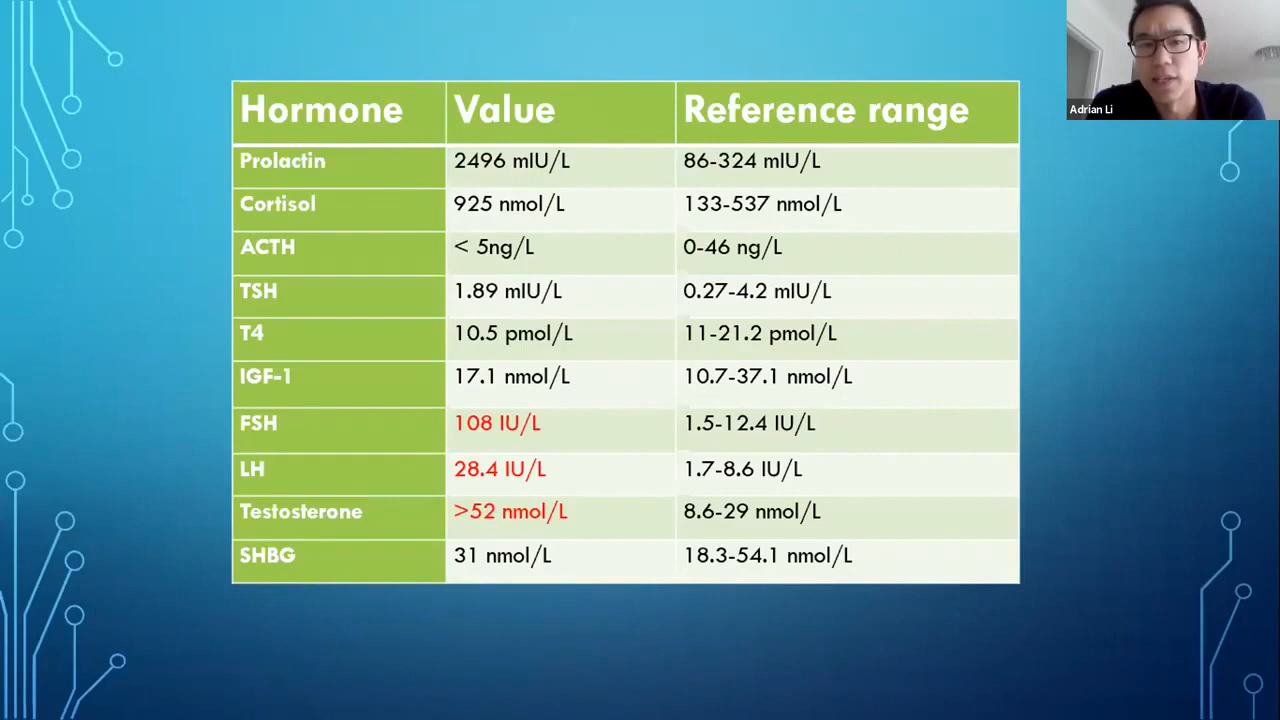 Hormone Value Reference range
Prolactin 2496 mIU/L 86-324 mIU/L
Cortisol 925 nmol/L 133-537 nmol/L
ACTH < 5ng/L 0-46 ng/L
TSH 1.89 mIU/L 0.27-4.2 mIU/L
T4 10.5 pmol/L 11-21.2 pmol/L
IGF-1 17.1 nmol/L 10.7-37.1 nmol/L
FSH 108 IU/L 1.5-12.4 IU/L
LH 28.4 IU/L 1.7-8.6 IU/L
Testosterone >52 nmol/L 8.6-29 nmol/L
SHBG 31 nmol/L 18.3-54.1 nmol/L
Adrian Li